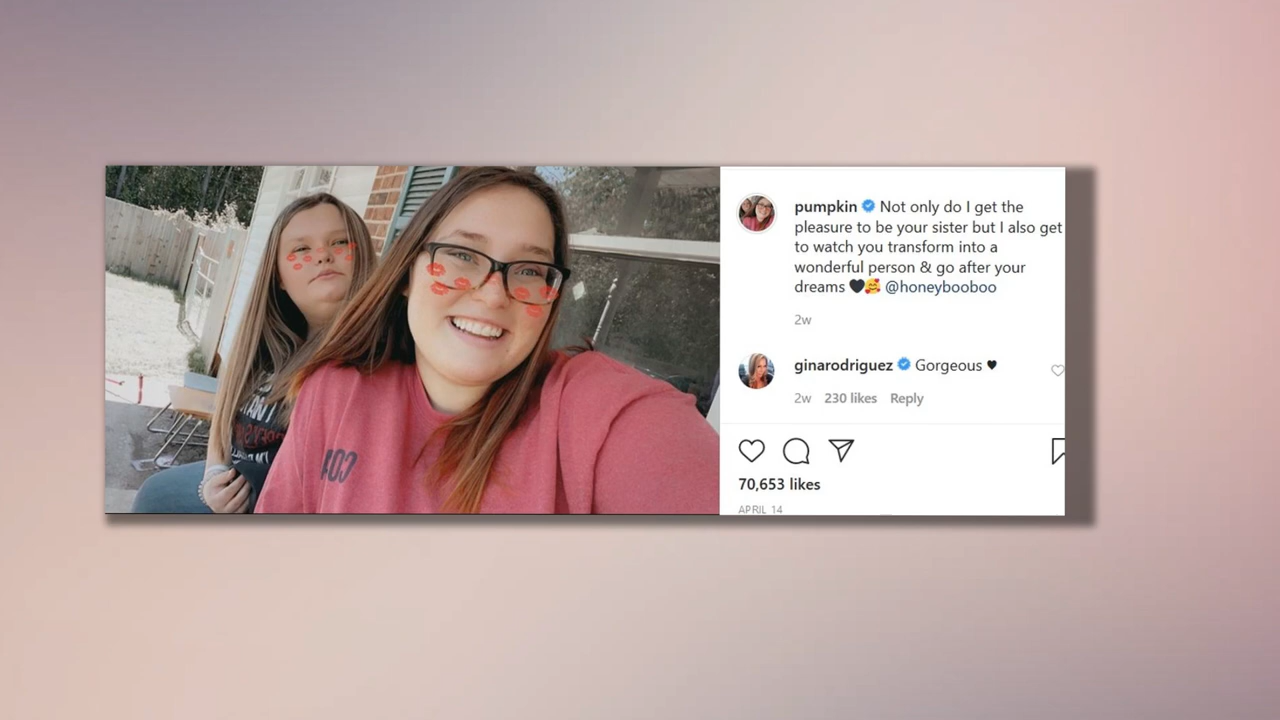 pumpkin Not only do I get the
pleasure to be your sister but I also get
to watch you transform into a
wonderful person & go after your
dreams 🖤🥰 @honeybooboo
2w
ginarodriguez Gorgeous 🖤
2w 230 likes Reply
70,653 likes
APRIL 14